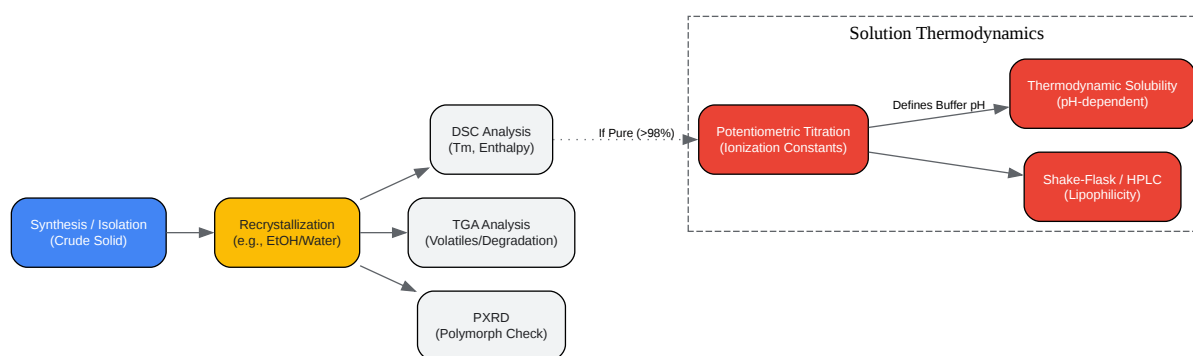 Synthesis / Isolation
(Crude Solid)
Recrystallization
(e.g., EtOH/Water)
DSC Analysis
(Tm, Enthalpy)
TGA Analysis
(Volatiles/Degradation)
PXRD
(Polymorph Check)
If Pure (>98%)
Solution Thermodynamics
Potentiometric Titration
(Ionization Constants)
Defines Buffer pH
Thermodynamic Solubility
(pH-dependent)
Shake-Flask / HPLC
(Lipophilicity)